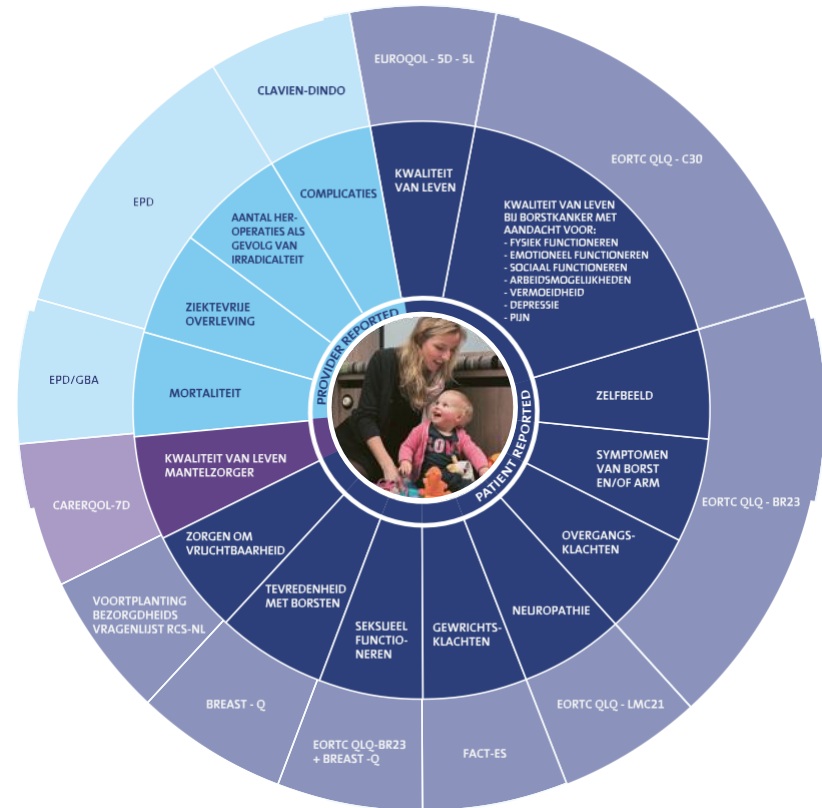 EUROQOL - 5D - 5L
EORTC QLQ - C30
EORTC QLQ - BR23
EORTC QLQ - LMC21
FACT-ES
EORTC QLQ-BR23
+ BREAST -Q
BREAST - Q
VOORTPLANTING
BEZORGDHEIDS
VRAGENLIJST RCS-NL
CARERQOL-7D
EPD/GBA
EPD
CLAVIEN-DINDO
KWALITEIT
VAN LEVEN
KWALITEIT VAN LEVEN
BIJ BORSTKANKER MET
AANDACHT VOOR:
- FYSIEK FUNCTIONEREN
- EMOTIONEEL FUNCTIONEREN
- SOCIAAL FUNCTIONEREN
- ARBEIDSMOGELIJKHEDEN
- VERMOEIDHEID
- DEPRESSIE
- PIJN
ZELFBEELD
SYMPTOMEN
VAN BORST
EN/OF ARM
OVERGANGS-
KLACHTEN
NEUROPATHIE
GEWRICHTS-
KLACHTEN
SEKSUEEL
FUNCTIO-
NEREN
TEVREDENHEID
MET BORSTEN
ZORGEN OM
VRUCHTBAARHEID
KWALITEIT VAN LEVEN
MANTELZORGER
MORTALITEIT
ZIEKTEVRIJE
OVERLEVING
AANTAL HER-
OPERATIES ALS
GEVOLG VAN
IRRADICALTEIT
COMPLICATIES
PROVIDER REPORTED
PATIENT REPORTED